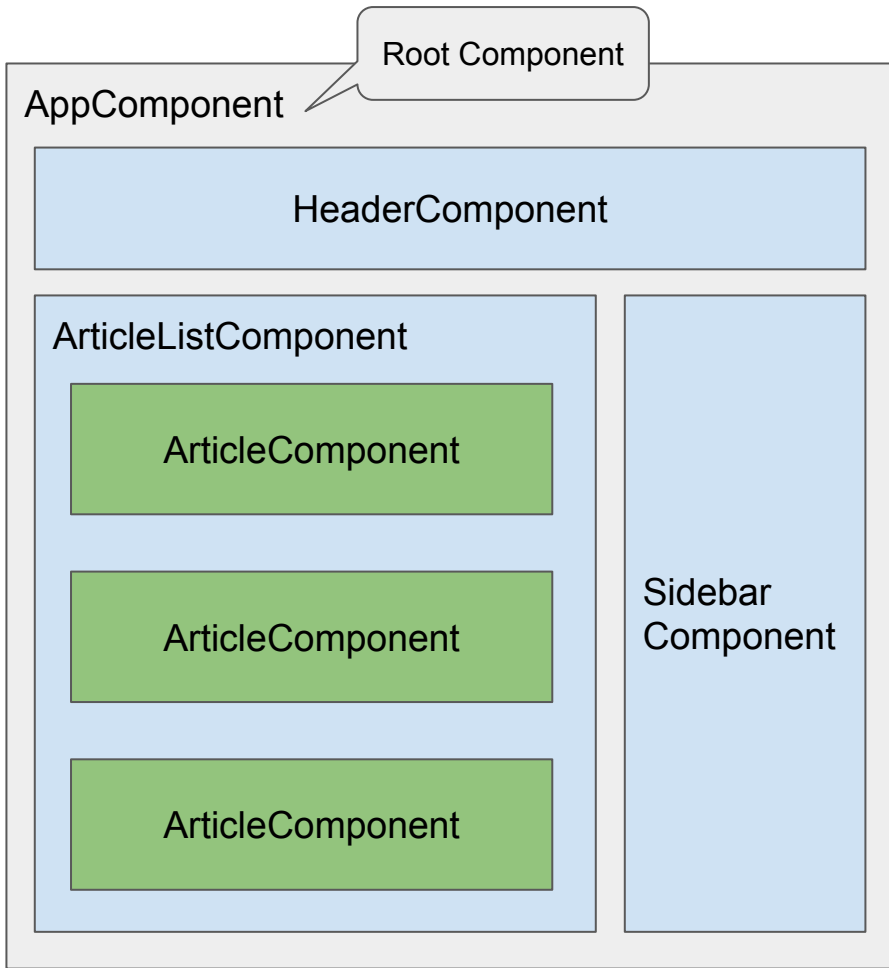 Root Component
AppComponent
HeaderComponent
ArticleListComponent
ArticleComponent
ArticleComponent
ArticleComponent
Sidebar
Component